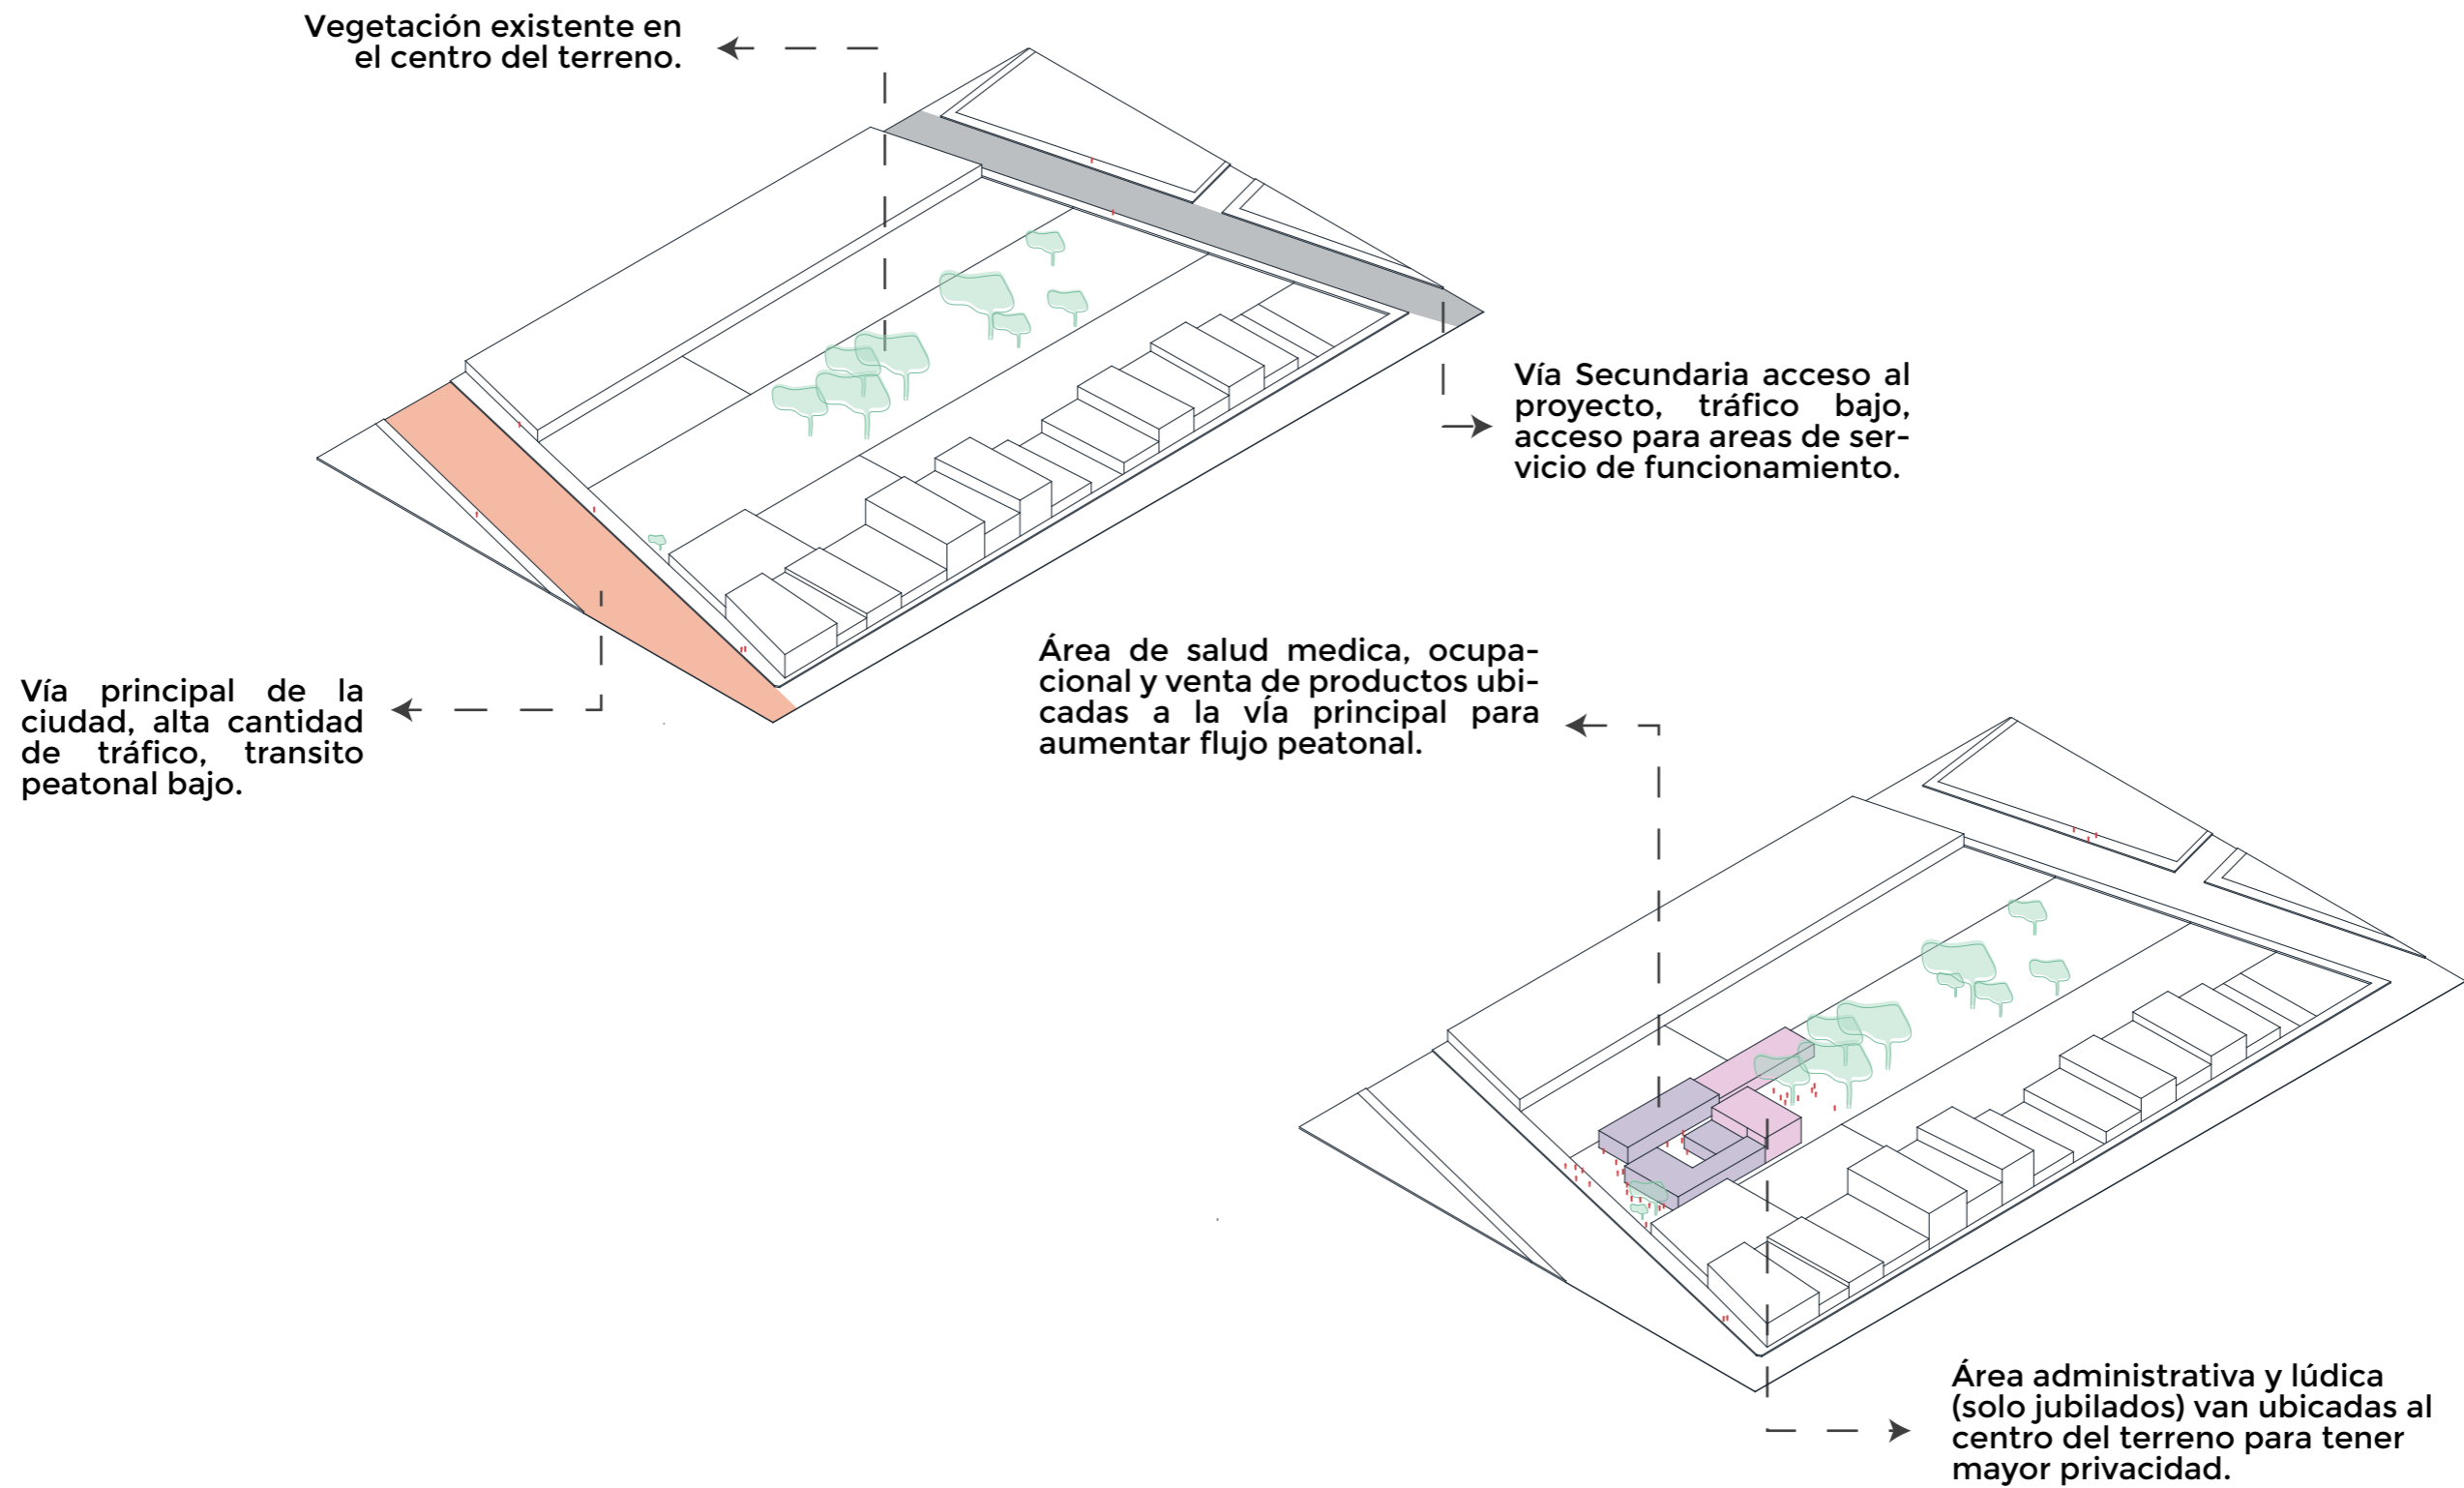 Vegetación existente en
el centro del terreno.
Vía Secundaria acceso al
proyecto, tráfico bajo,
acceso para areas de ser-
vicio de funcionamiento.
Vía principal de la
ciudad, alta cantidad
de tráfico, transito
peatonal bajo.
Área de salud medica, ocupa-
cional y venta de productos ubi-
cadas a la vÍa principal para
aumentar flujo peatonal.
Área administrativa y lúdica
(solo jubilados) van ubicadas al
centro del terreno para tener
mayor privacidad.